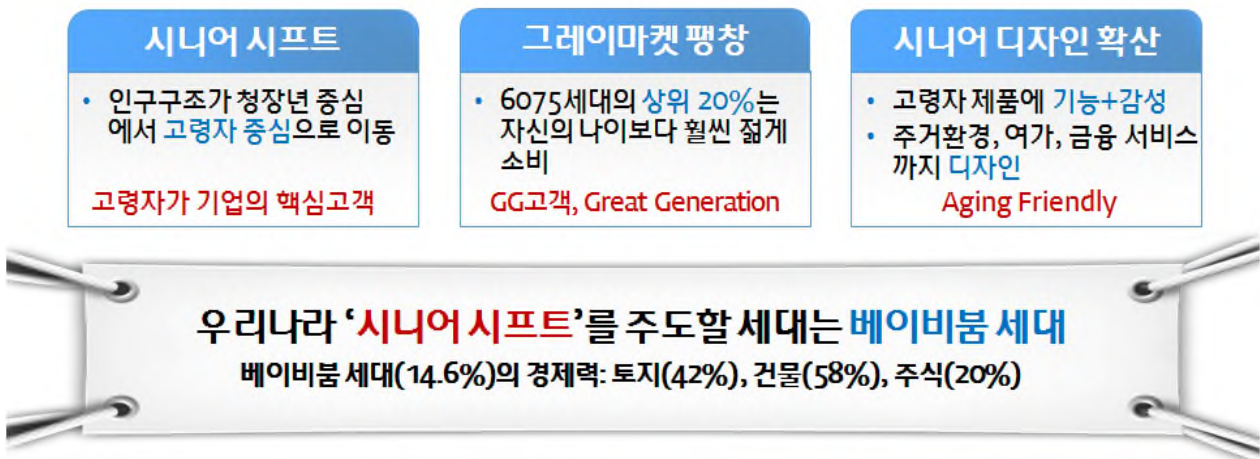 시니어 시프트
• 인구구조가 청장년 중심
에서 고령자 중심으로 이동
고령자가 기업의 핵심고객
그레이마켓 팽창
• 6075세대의 상위 20%는
자신의 나이보다 훨씬 젊게
소비
GG고객, Great Generation
시니어 디자인 확산
• 고령자 제품에 기능+감성
• 주거환경, 여가, 금융 서비스
까지 디자인
Aging Friendly
우리나라 ‘시니어 시프트’를 주도할 세대는 베이비붐 세대
베이비붐 세대(14.6%)의 경제력: 토지(42%), 건물(58%), 주식(20%)